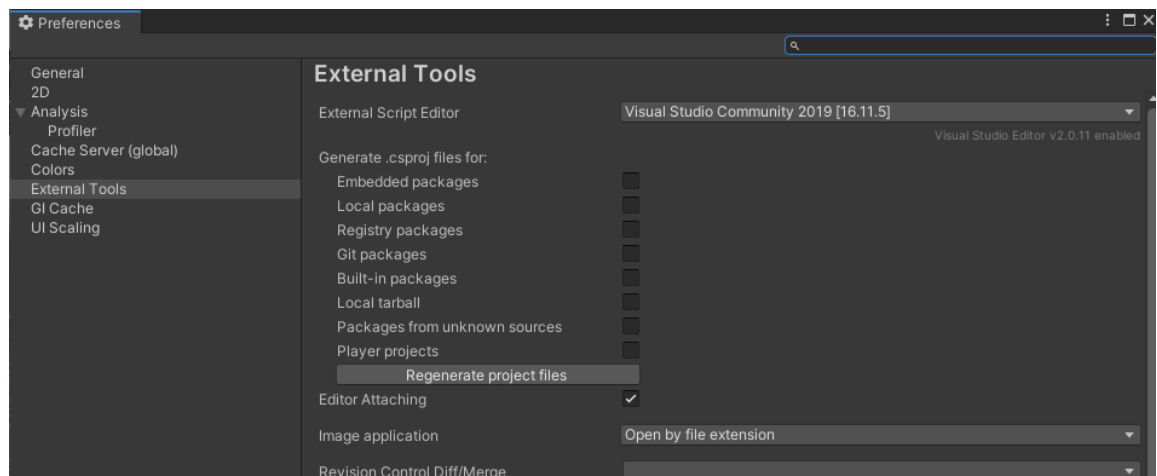 Preferences
General
2D
Analysis
Profiler
Cache Server (global)
Colors
External Tools
GI Cache
UI Scaling
External Tools
External Script Editor Visual Studio Community 2019 [16.11.5]
Visual Studio Editor v2.0.11 enabled
Generate .csproj files for:
Embedded packages
Local packages
Registry packages
Git packages
Built-in packages
Local tarball
Packages from unknown sources
Player projects
Regenerate project files
Editor Attaching
Image application Open by file extension
Revision Control Diff/Merge